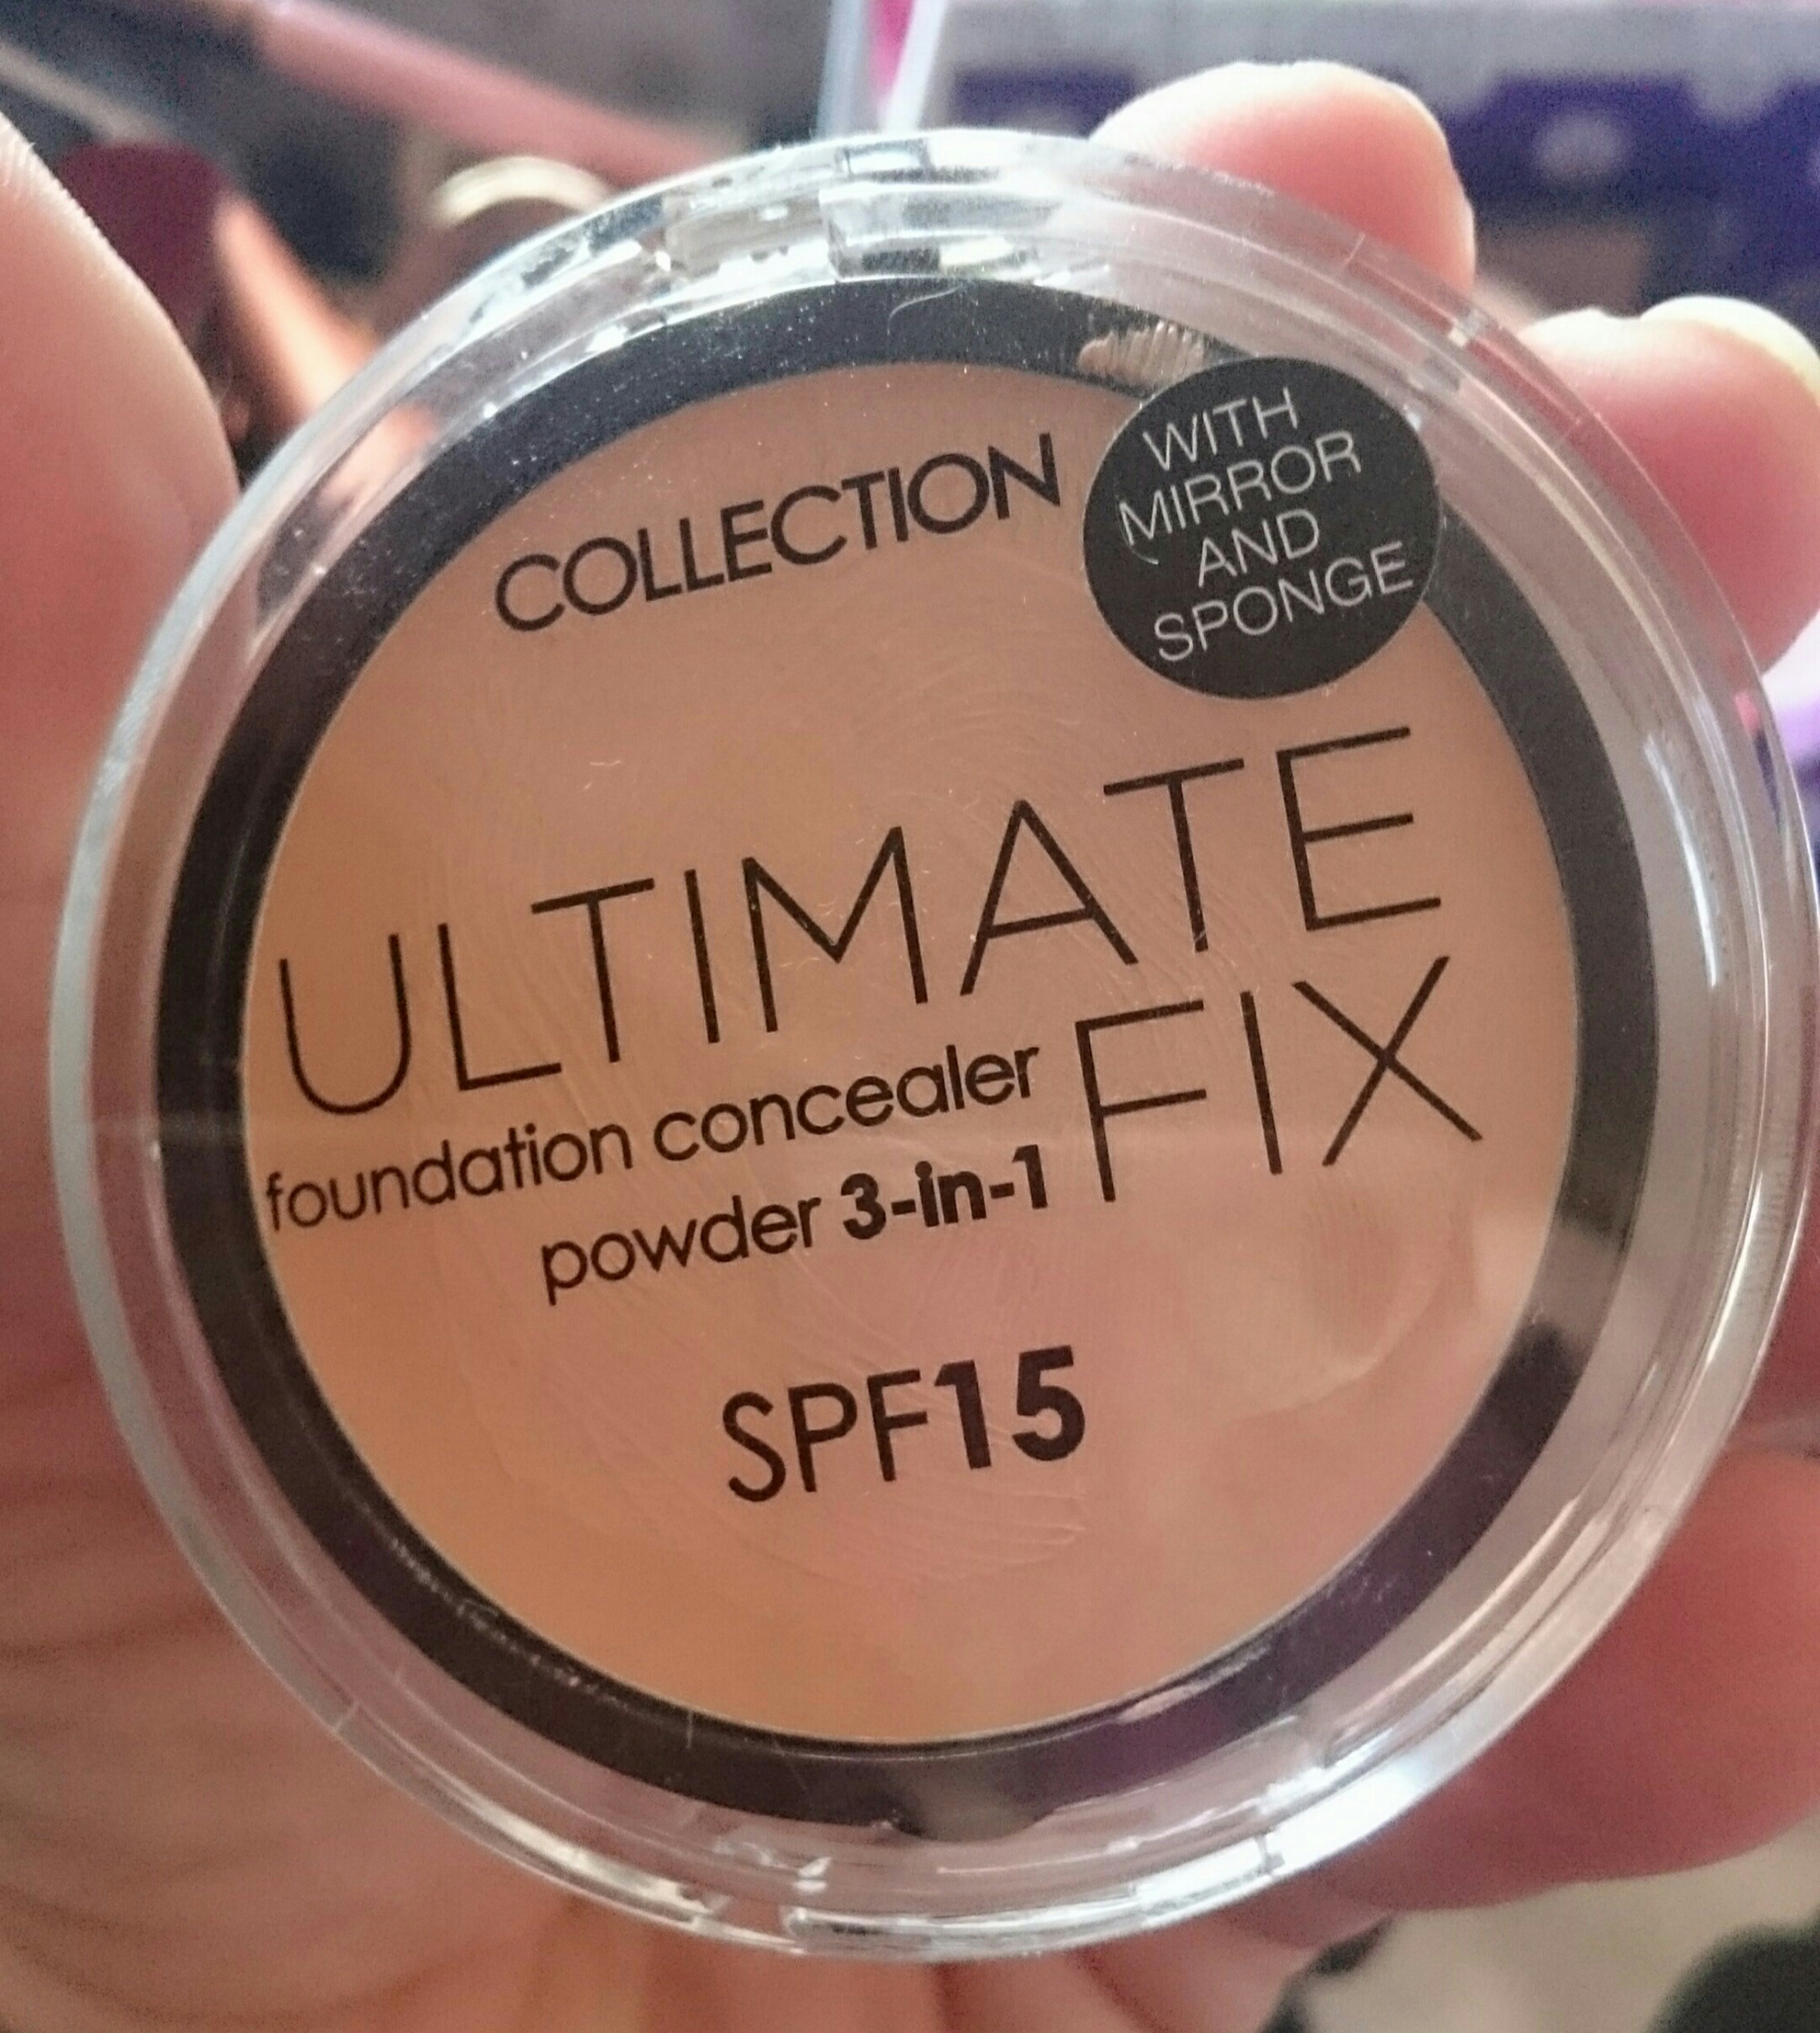 COLLECTION
WITH
MIRROR
AND
SPONGE
ULTIMATE
FIX
foundation concealer
powder 3-in-1
SPF15